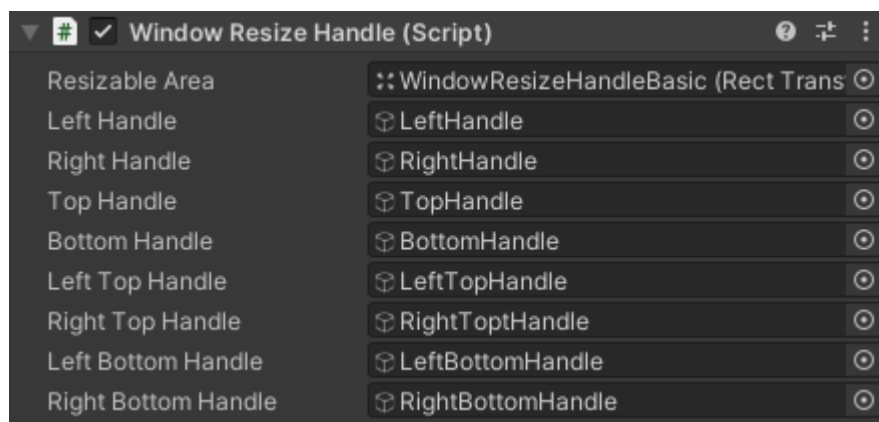 # Window Resize Handle (Script)
Resizable Area WindowResizeHandleBasic (Rect Trans
Left Handle LeftHandle
Right Handle RightHandle
Top Handle TopHandle
Bottom Handle BottomHandle
Left Top Handle LeftTopHandle
Right Top Handle RightToptHandle
Left Bottom Handle LeftBottomHandle
Right Bottom Handle RightBottomHandle